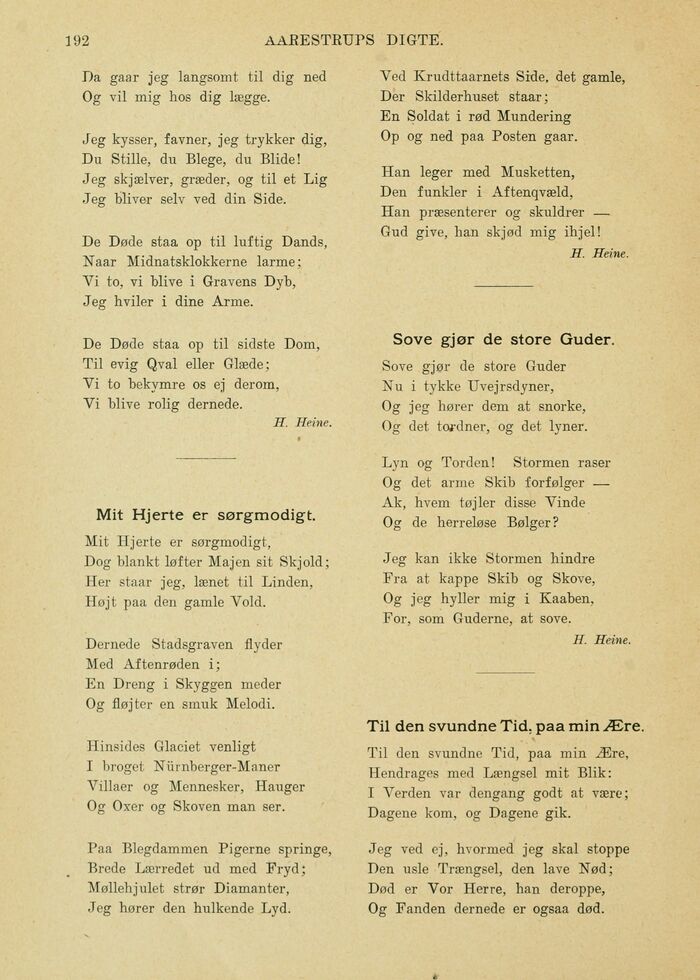 192
AARESTRUPS DIGTE.
Da gaar jeg langsomt til dig ned
Og vil mig hos dig lægge.
Jeg kysser, favner, jeg trykker dig,
Du Stille, du Blege, du Blide!
Jeg skjælver, græder, og til et Lig
Jeg bliver selv ved din Side.
De Døde staa op til luftig Dands,
Naar Midnatsklokkerne larme;
Vi to, vi blive i Gravens Dyb,
Jeg hviler i dine Arme.
De Døde staa op til sidste Dom,
Til evig Qval eller Glæde;
Vi to bekymre os ej derom,
Vi blive rolig dernede.
H. Heine.
Mit Hjerte er sørgmodigt.
Mit Hjerte er sørgmodigt,
Dog blankt løfter Majen sit Skjold;
Her staar jeg, lænet til Linden,
Højt paa den gamle Vold.
Dernede Stadsgraven flyder
Med Aftenrøden i;
En Dreng i Skyggen meder
Og fløjter en smuk Melodi.
Hinsides Glaciet venligt
I broget Nürnberger-Maner
Villaer og Mennesker, Hauger
Og Oxer og Skoven man ser.
Paa Blegdammen Pigerne springe,
Brede Lærredet ud med Fryd;
Møllehjulet strør Diamanter,
Jeg hører den hulkende Lyd.
Ved Krudttaarnets Side, det gamle,
Der Skilderhuset staar;
En Soldat i rød Mundering
Op og ned paa Posten gaar.
Han leger med Musketten,
Den funkler i Aftenqvæld,
Han præsenterer og skuldrer —
Gud give, han skjød mig ihjel!
H. Heine.
Sove gjør de store Guder.
Sove gjør de store Guder
Nu i tykke Uvejrsdyner,
Og jeg hører dem at snorke,
Og det tordner, og det lyner.
Lyn og Torden! Stormen raser
Og det arme Skib forfølger —
Ak, hvem tøjler disse Vinde
Og de herreløse Bølger?
Jeg kan ikke Stormen hindre
Fra at kappe Skib og Skove,
Og jeg hyller mig i Kaaben,
For, som Guderne, at sove.
H. Heine.
Til den svundne Tid, paa min Ære.
Til den svundne Tid, paa min Ære,
Hendrages med Længsel mit Blik:
I Verden var dengang godt at være;
Dagene kom, og Dagene gik.
Jeg ved ej, hvormed jeg skal stoppe
Den usle Trængsel, den lave Nød;
Død er Vor Herre, han deroppe,
Og Fanden dernede er ogsaa død.